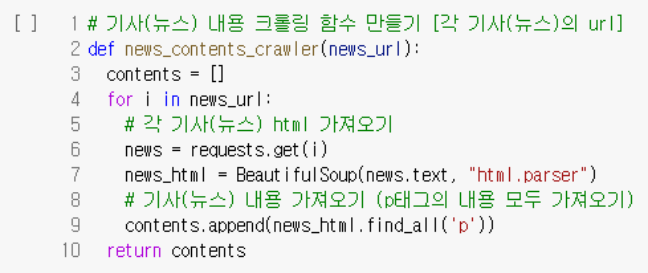 [ ] 1 # 기사(뉴스) 내용 크롤링 함수 만들기 [각 기사(뉴스)의 url]
2 def news_contents_crawler(news_url):
3   contents = []
4   for i in news_url:
5     # 각 기사(뉴스) html 가져오기
6     news = requests.get(i)
7     news_html = BeautifulSoup(news.text, "html.parser")
8     # 기사(뉴스) 내용 가져오기 (p태그의 내용 모두 가져오기)
9     contents.append(news_html.find_all('p'))
10   return contents